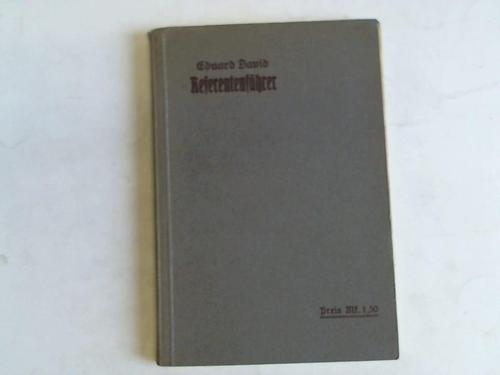 Eduard David
Referentenführer
Preis Mk. 1,50